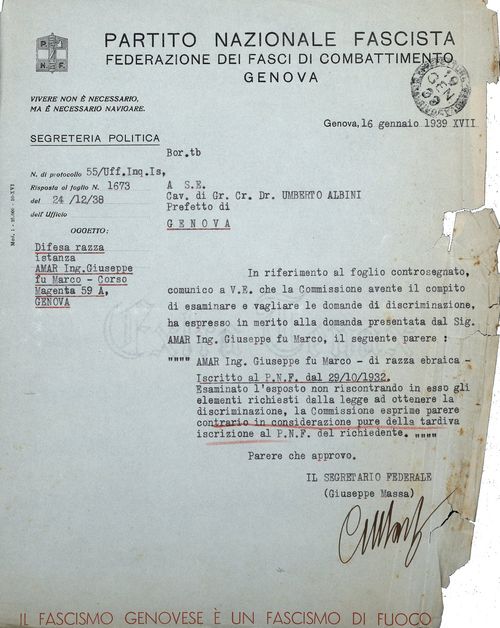 P. N. F.
PARTITO NAZIONALE FASCISTA
FEDERAZIONE DEI FASCI DI COMBATTIMENTO
GENOVA
VIVERE NON È NECESSARIO,
MA È NECESSARIO NAVIGARE.
Genova, 16 gennaio 1939 XVII
SEGRETERIA POLITICA
Bor.tb
N. di protocollo 55/Uff.Inq.Is,
Risposta al foglio N. 1673
del 24 /12/38
dell'Ufficio
OGGETTO:
Difesa razza
istanza
AMAR Ing.Giuseppe
fu Marco - Corso
Magenta 59 A,
GENOVA
A S.E.
Cav. di Gr. Cr. Dr. UMBERTO ALBINI
Prefetto di
GENOVA
In riferimento al foglio controsegnato,
comunico a V.E. che la Commissione avente il compito
di esaminare e vagliare le domande di discriminazione,
ha espresso in merito alla domanda presentata dal Sig.
AMAR Ing. Giuseppe fu Marco, il seguente parere :
"""" AMAR Ing. Giuseppe fu Marco - di razza ebraica -
Iscritto al P.N.F. dal 29/10/1932.
Esaminato l'esposto non riscontrando in esso gli
elementi richiesti dalla legge ad ottenere la
discriminazione, la Commissione esprime parere
contrario in considerazione pure della tardiva
iscrizione al P.N.F. del richiedente. """"
Parere che approvo.
IL SEGRETARIO FEDERALE
(Giuseppe Massa)
IL FASCISMO GENOVESE È UN FASCISMO DI FUOCO